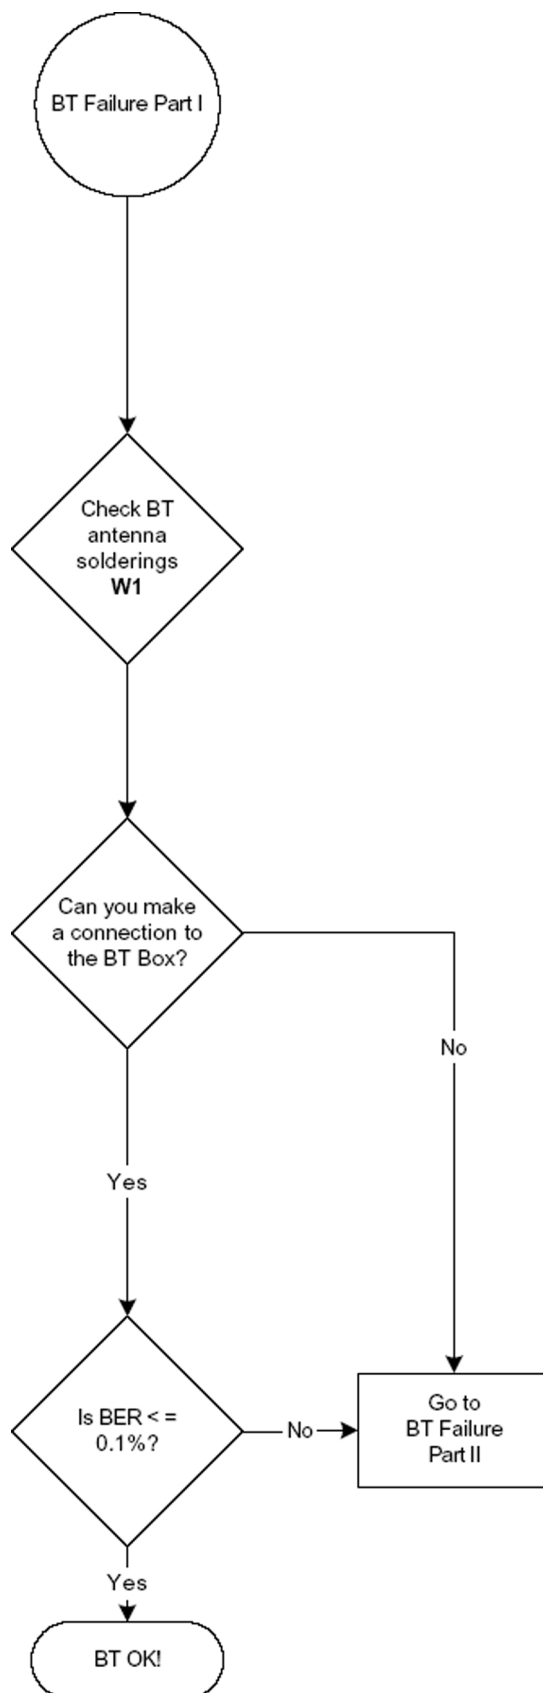 BT Failure Part I
Check BT
antenna
solderings
W1
Can you make
a connection to
the BT Box?
No
Yes
Is BER < =
0.1%?
No
Go to
BT Failure
Part II
Yes
BT OK!